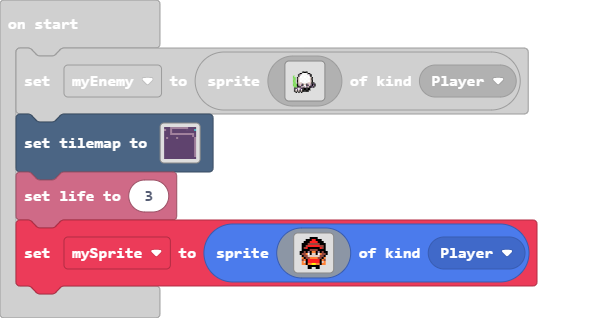 on start
set myEnemy to sprite of kind Player
set tilemap to
set life to 3
set mySprite to sprite of kind Player